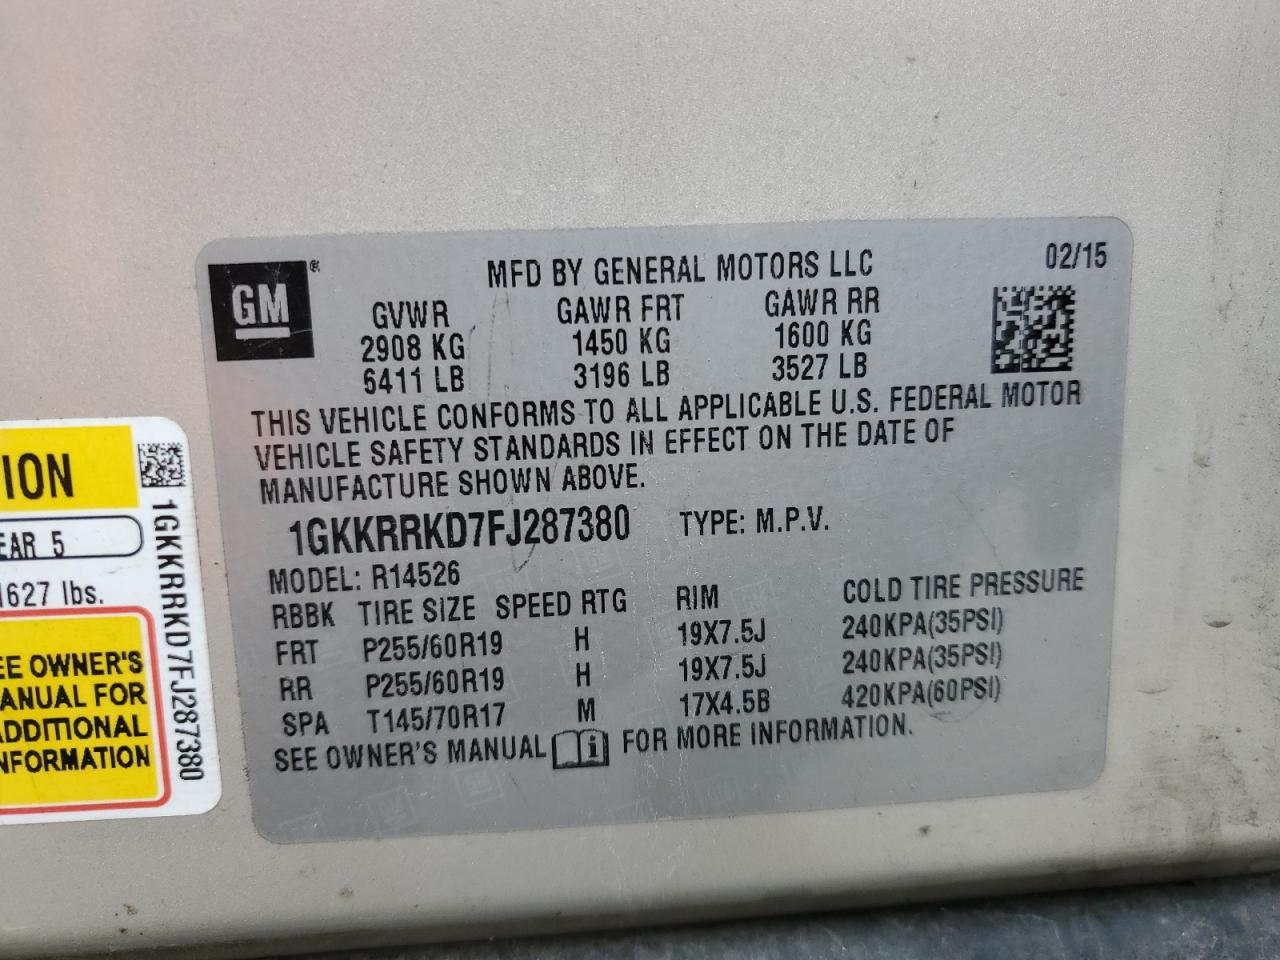 GM
®
MFD BY GENERAL MOTORS LLC
02/15
GVWR GAWR FRT GAWR RR
2908 KG 1450 KG 1600 KG
6411 LB 3196 LB 3527 LB
THIS VEHICLE CONFORMS TO ALL APPLICABLE U.S. FEDERAL MOTOR
VEHICLE SAFETY STANDARDS IN EFFECT ON THE DATE OF
MANUFACTURE SHOWN ABOVE.
1GKKRRKD7FJ287380 TYPE: M.P.V.
MODEL: R14526
RBBK TIRE SIZE SPEED RTG RIM COLD TIRE PRESSURE
FRT P255/60R19 H 19X7.5J 240KPA(35PSI)
RR P255/60R19 H 19X7.5J 240KPA(35PSI)
SPA T145/70R17 M 17X4.5B 420KPA(60PSI)
SEE OWNER'S MANUAL i FOR MORE INFORMATION.
ION
EAR 5
1627 lbs.
EE OWNER'S
ANUAL FOR
ADDITIONAL
NFORMATION
1GKKRRKD7FJ287380